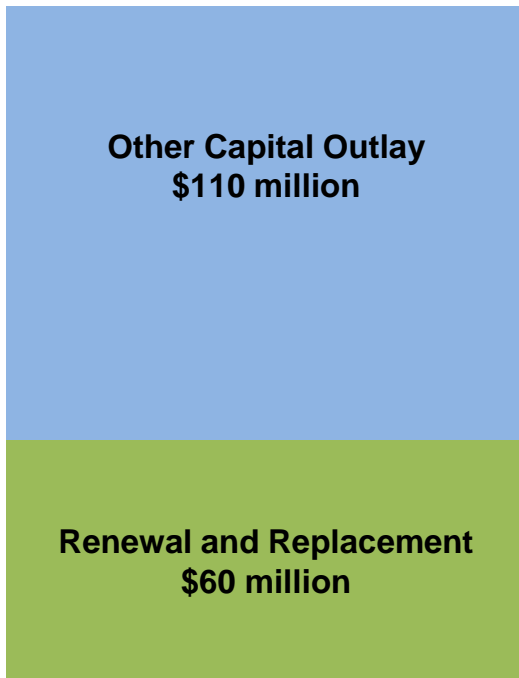 Other Capital Outlay
$110 million
Renewal and Replacement
$60 million